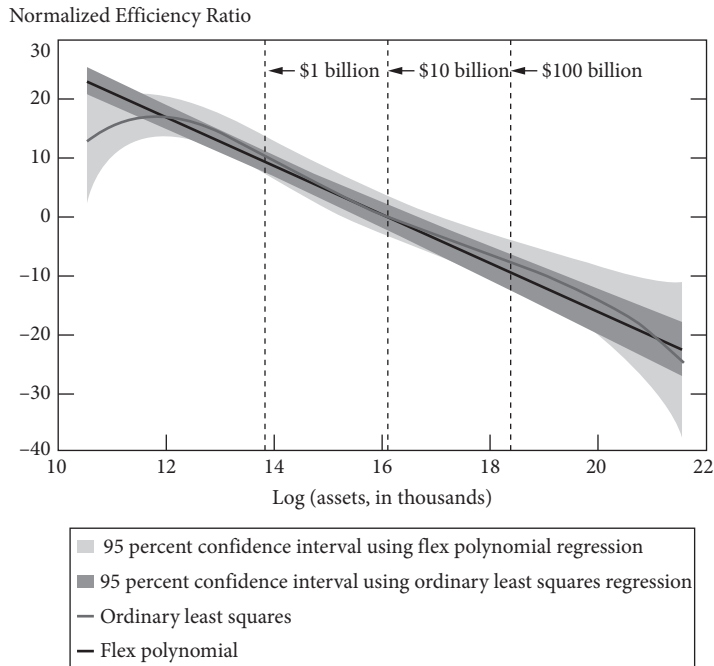 Normalized Efficiency Ratio
30
20
10
0
–10
–20
–30
–40
$1 billion
$10 billion
$100 billion
10 12 14 16 18 20 22
Log (assets, in thousands)
95 percent confidence interval using flex polynomial regression
95 percent confidence interval using ordinary least squares regression
Ordinary least squares
Flex polynomial